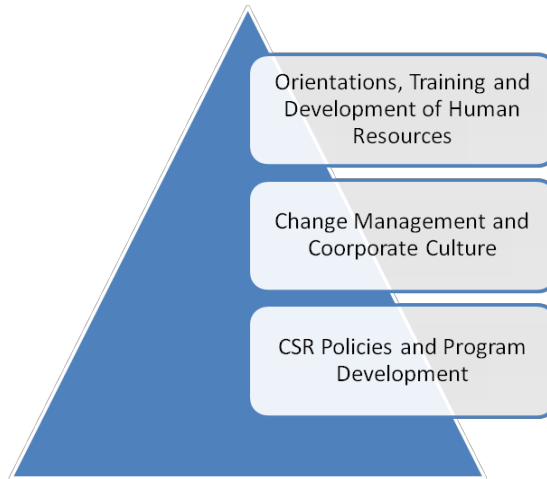 Orientations, Training and
Development of Human
Resources
Change Management and
Coorporate Culture
CSR Policies and Program
Development